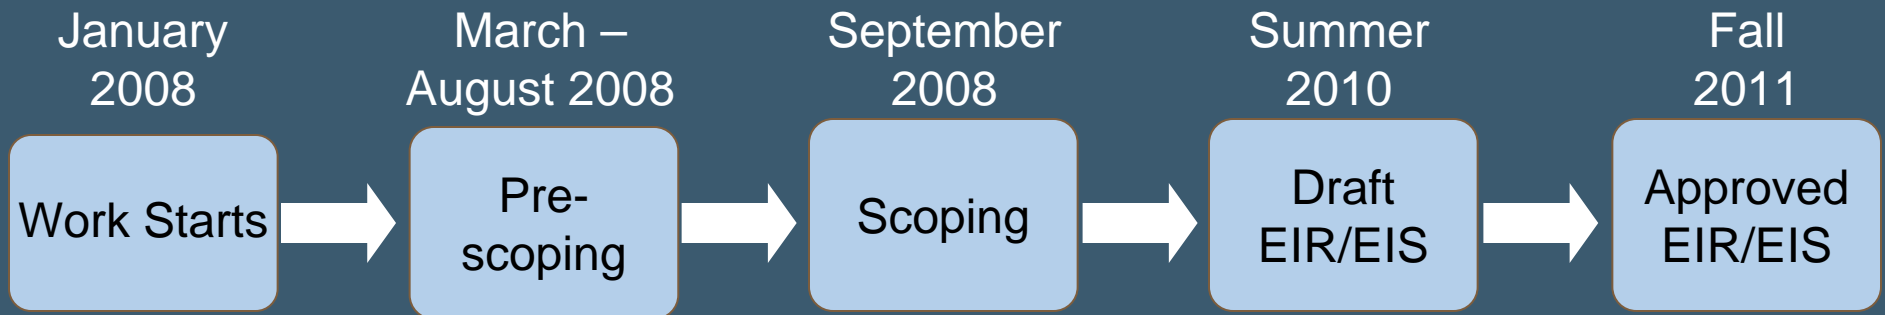 January
2008
March –
August 2008
September
2008
Summer
2010
Fall
2011
Work Starts
Pre-
scoping
Scoping
Draft
EIR/EIS
Approved
EIR/EIS